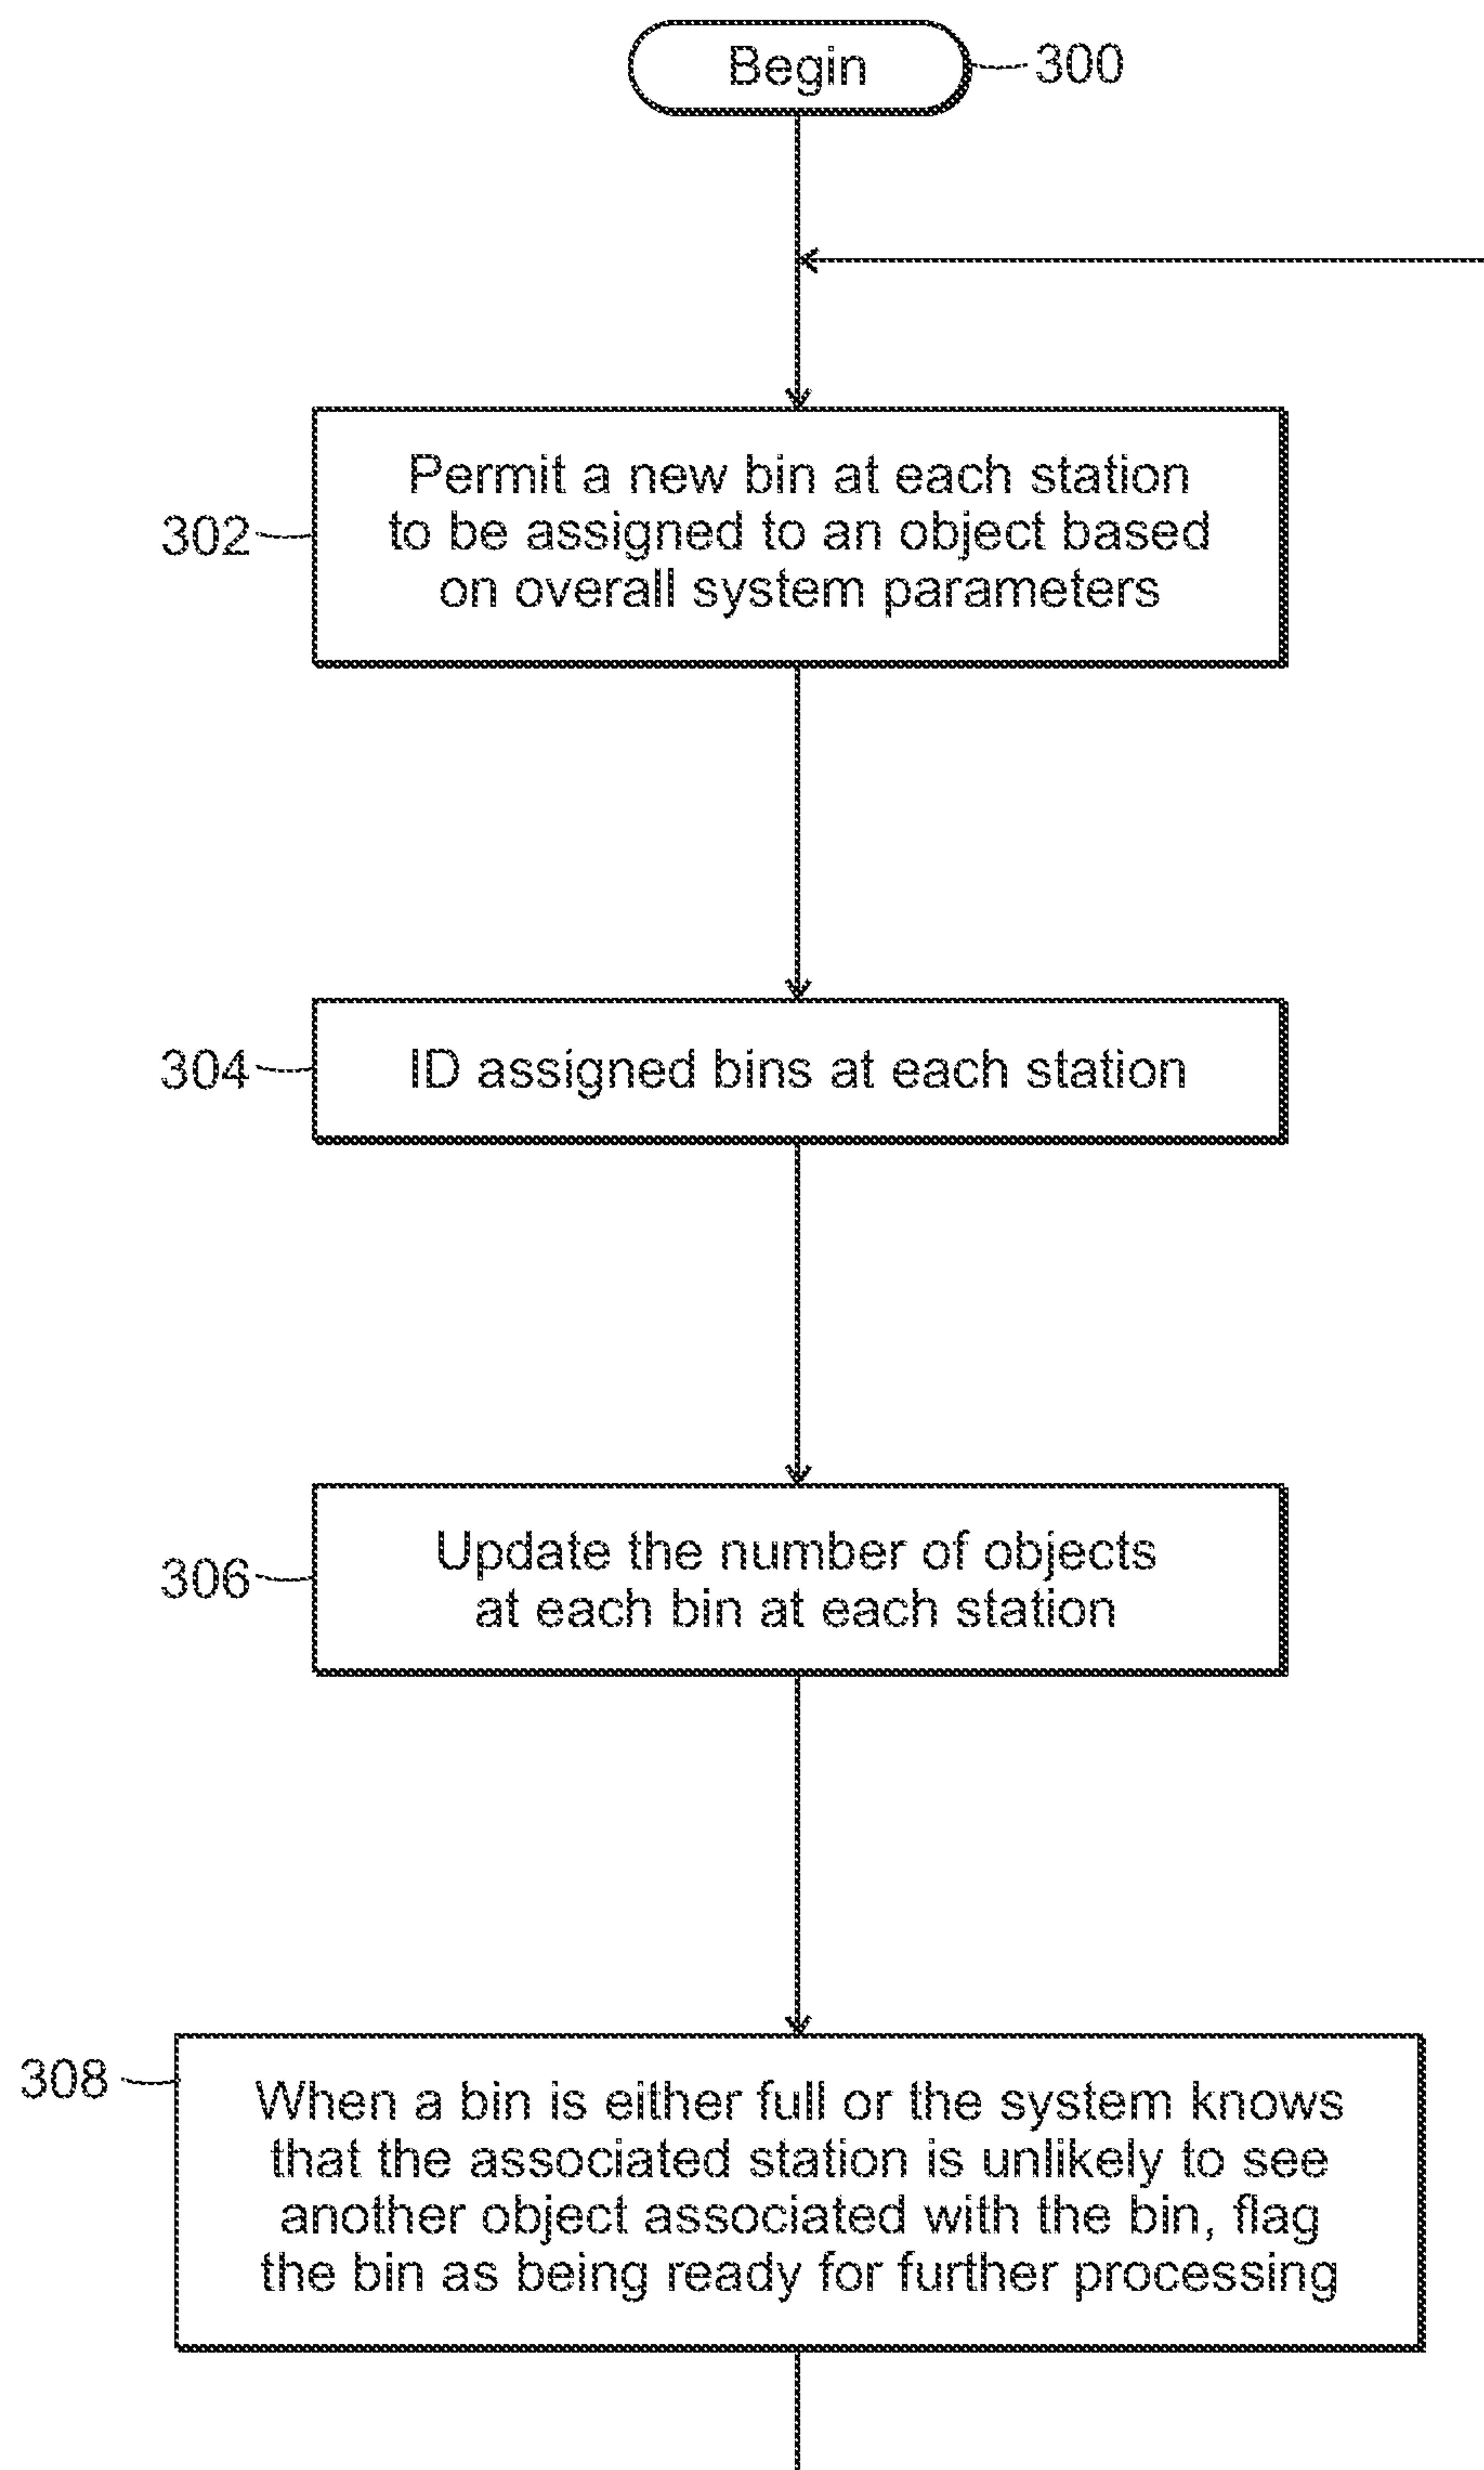 Begin
300
302
Permit a new bin at each station
to be assigned to an object based
on overall system parameters
304
ID assigned bins at each station
306
Update the number of objects
at each bin at each station
308
When a bin is either full or the system knows
that the associated station is unlikely to see
another object associated with the bin, flag
the bin as being ready for further processing